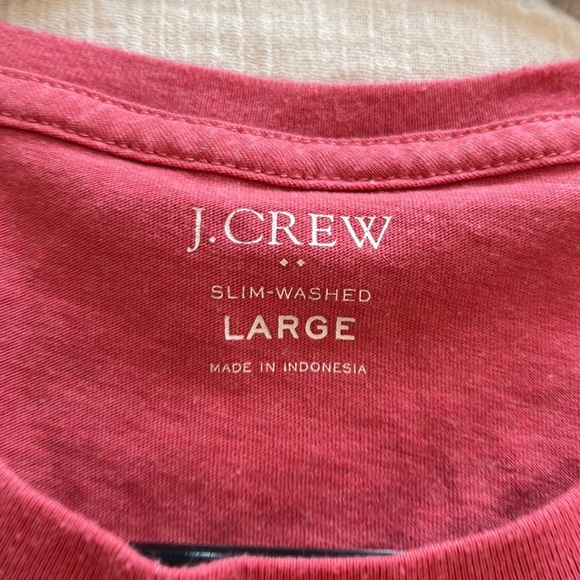 J.CREW
SLIM-WASHED
LARGE
MADE IN INDONESIA